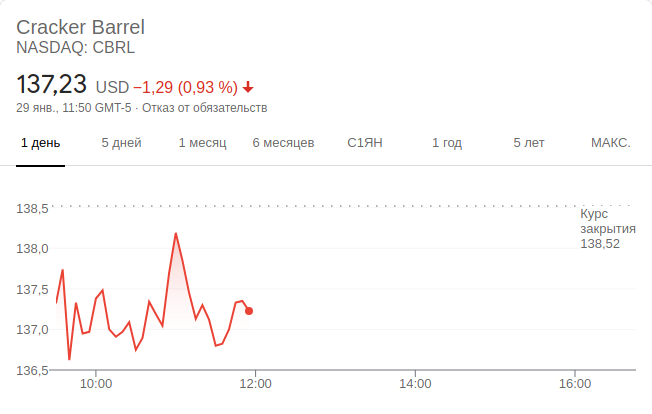 Cracker Barrel
NASDAQ: CBRL
137,23 USD −1,29 (0,93 %)
29 янв., 11:50 GMT-5 · Отказ от обязательств
1 день 5 дней 1 месяц 6 месяцев С1ЯН 1 год 5 лет МАКС.
138,5
Курс
закрытия
138,52
138,0
137,5
137,0
136,5
10:00 12:00 14:00 16:00